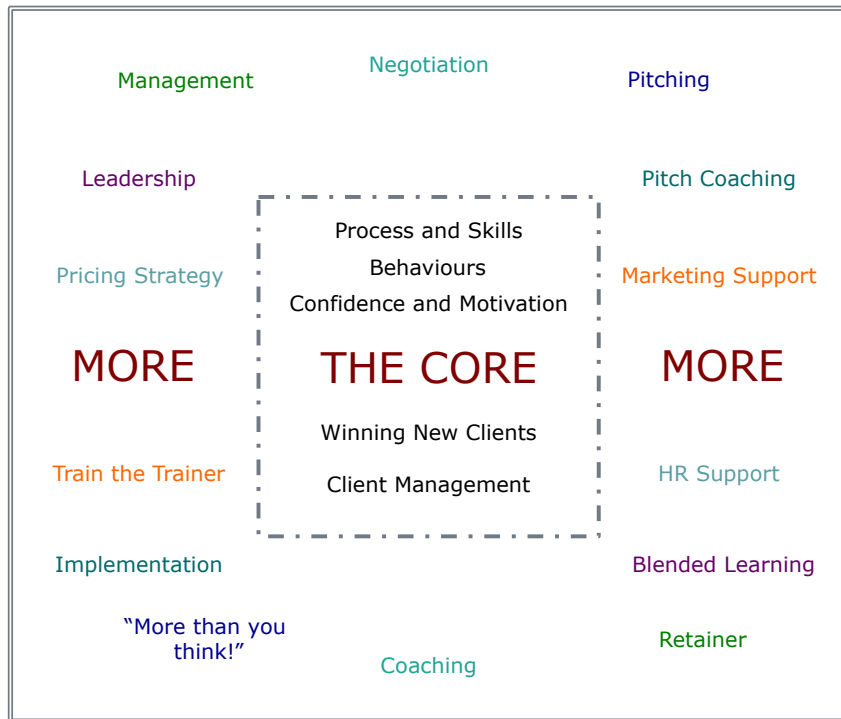 Negotiation
Management
Pitching
Leadership
Pitch Coaching
Process and Skills
Behaviours
Pricing Strategy
Marketing Support
Confidence and Motivation
MORE
THE CORE
MORE
Winning New Clients
Train the Trainer
HR Support
Client Management
Implementation
Blended Learning
“More than you
think!”
Retainer
Coaching